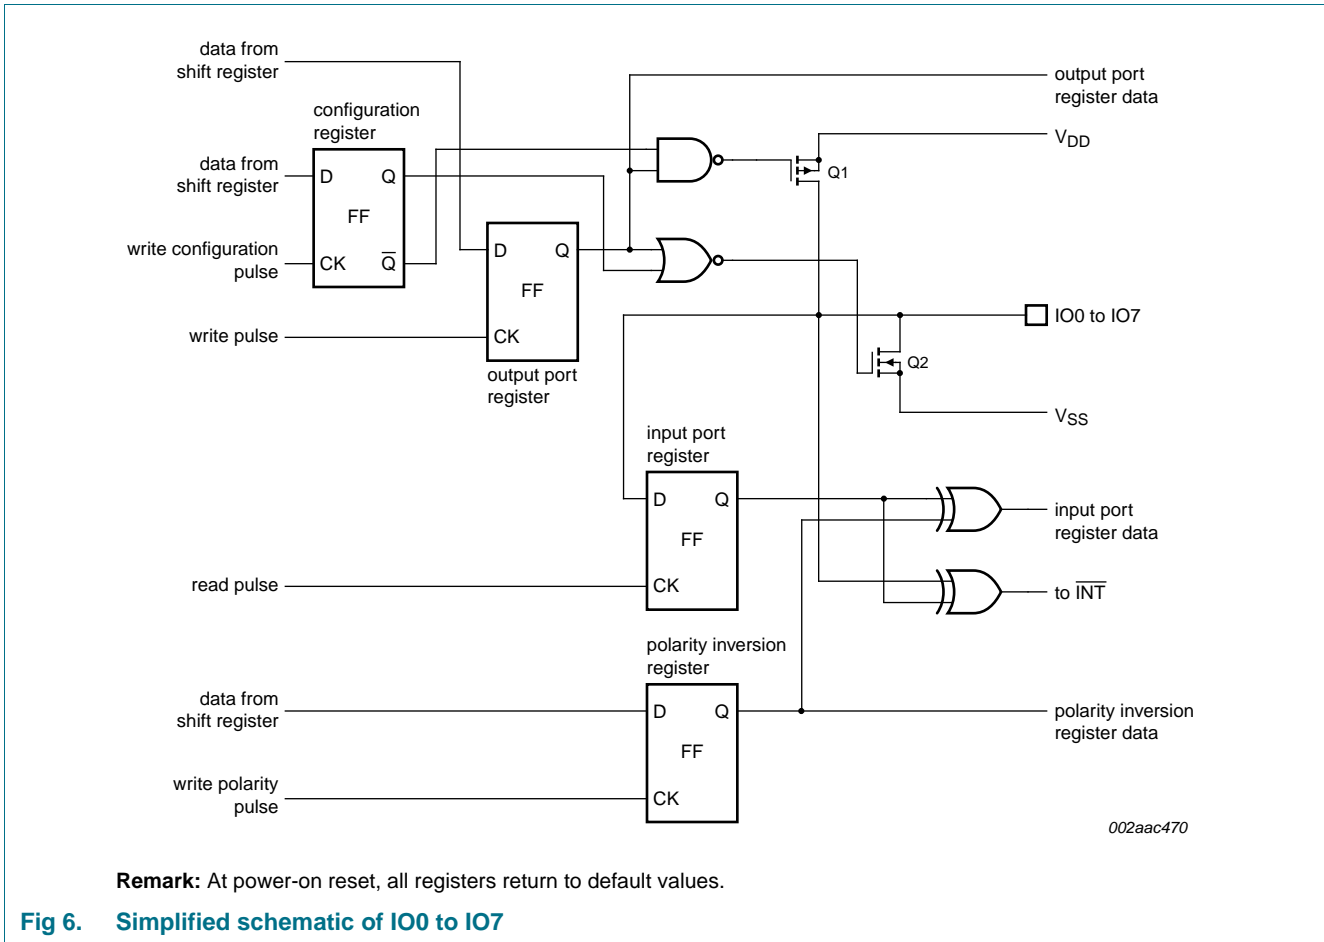 data from
shift register
output port
register data
configuration
register
VDD
data from
shift register
D
Q
Q1
FF
write configuration
pulse
CK
Q
D
Q
FF
IO0 to IO7
write pulse
CK
Q2
output port
register
VSS
input port
register
D
Q
input port
register data
FF
read pulse
CK
to INT
polarity inversion
register
data from
shift register
D
Q
polarity inversion
register data
FF
write polarity
pulse
CK
002aac470
Remark: At power-on reset, all registers return to default values.
Fig 6. Simplified schematic of IO0 to IO7